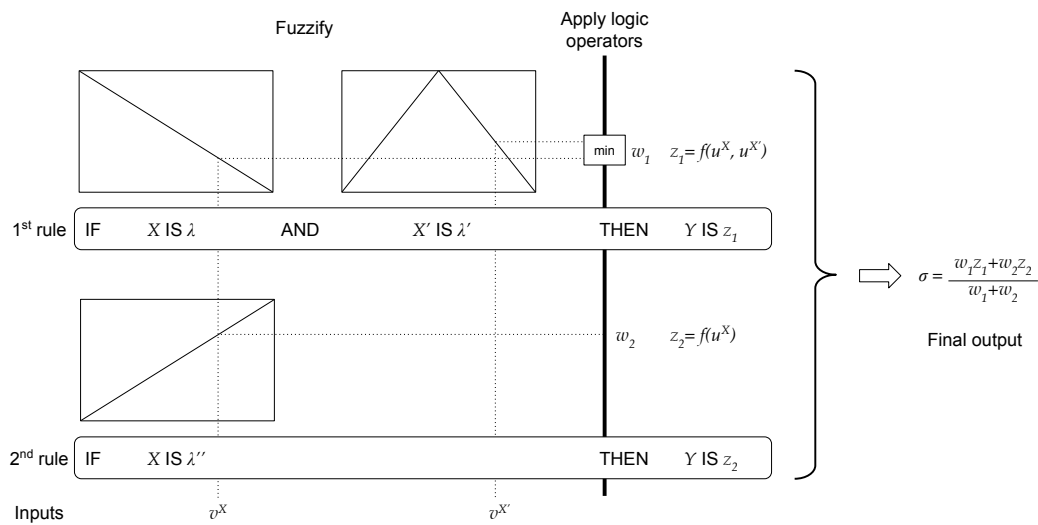 Fuzzify
Apply logic
operators
min
w₁ z₁= f(uˣ, uˣ′)
1ˢᵗ rule IF X IS λ AND X′ IS λ′ THEN Y IS z₁
σ = w₁z₁+w₂z₂
w₁+w₂
w₂ z₂= f(uˣ)
Final output
2ⁿᵈ rule IF X IS λ′′ THEN Y IS z₂
Inputs vˣ vˣ′